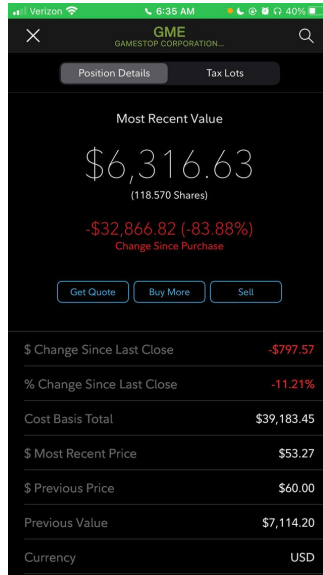 Verizon 6:35 AM 40%
GME
GAMESTOP CORPORATION...
Position Details Tax Lots
Most Recent Value
$6,316.63
(118.570 Shares)
-$32,866.82 (-83.88%)
Change Since Purchase
Get Quote Buy More Sell
$ Change Since Last Close -$797.57
% Change Since Last Close -11.21%
Cost Basis Total $39,183.45
$ Most Recent Price $53.27
$ Previous Price $60.00
Previous Value $7,114.20
Currency USD